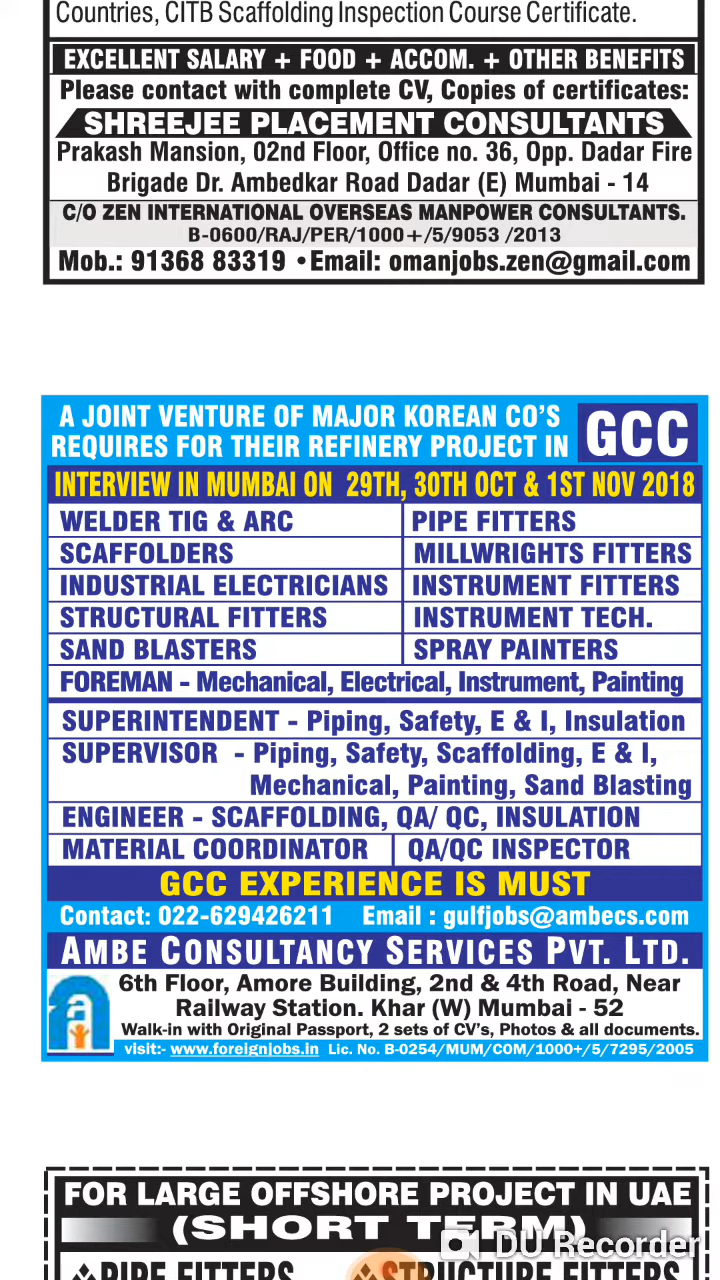 Countries, CITB Scaffolding Inspection Course Certificate.
EXCELLENT SALARY + FOOD + ACCOM. + OTHER BENEFITS
Please contact with complete CV, Copies of certificates:
SHREEJEE PLACEMENT CONSULTANTS
Prakash Mansion, 02nd Floor, Office no. 36, Opp. Dadar Fire
Brigade Dr. Ambedkar Road Dadar (E) Mumbai - 14
C/O ZEN INTERNATIONAL OVERSEAS MANPOWER CONSULTANTS.
B-0600/RAJ/PER/1000+/5/9053 /2013
Mob.: 91368 83319 • Email: omanjobs.zen@gmail.com
A JOINT VENTURE OF MAJOR KOREAN CO'S
REQUIRES FOR THEIR REFINERY PROJECT IN GCC
INTERVIEW IN MUMBAI ON 29TH, 30TH OCT & 1ST NOV 2018
WELDER TIG & ARC PIPE FITTERS
SCAFFOLDERS MILLWRIGHTS FITTERS
INDUSTRIAL ELECTRICIANS INSTRUMENT FITTERS
STRUCTURAL FITTERS INSTRUMENT TECH.
SAND BLASTERS SPRAY PAINTERS
FOREMAN - Mechanical, Electrical, Instrument, Painting
SUPERINTENDENT - Piping, Safety, E & I, Insulation
SUPERVISOR - Piping, Safety, Scaffolding, E & I,
Mechanical, Painting, Sand Blasting
ENGINEER - SCAFFOLDING, QA/ QC, INSULATION
MATERIAL COORDINATOR QA/QC INSPECTOR
GCC EXPERIENCE IS MUST
Contact: 022-629426211 Email : gulfjobs@ambecs.com
AMBE CONSULTANCY SERVICES PVT. LTD.
a
6th Floor, Amore Building, 2nd & 4th Road, Near
Railway Station. Khar (W) Mumbai - 52
Walk-in with Original Passport, 2 sets of CV's, Photos & all documents.
visit:- www.foreignjobs.in Lic. No. B-0254/MUM/COM/1000+/5/7295/2005
FOR LARGE OFFSHORE PROJECT IN UAE
(SHORT TERM)
DU Recorder
PIPE FITTERS STRUCTURE FITTERS